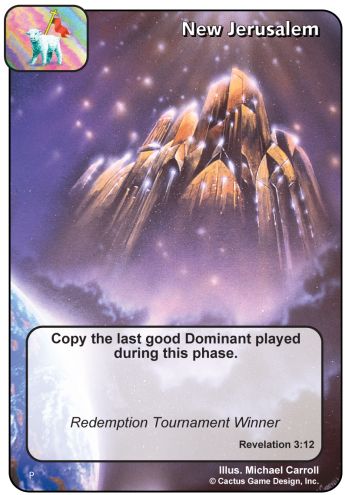 New Jerusalem
Copy the last good Dominant played
during this phase.
Redemption Tournament Winner
Revelation 3:12
P
Illus. Michael Carroll
© Cactus Game Design, Inc.